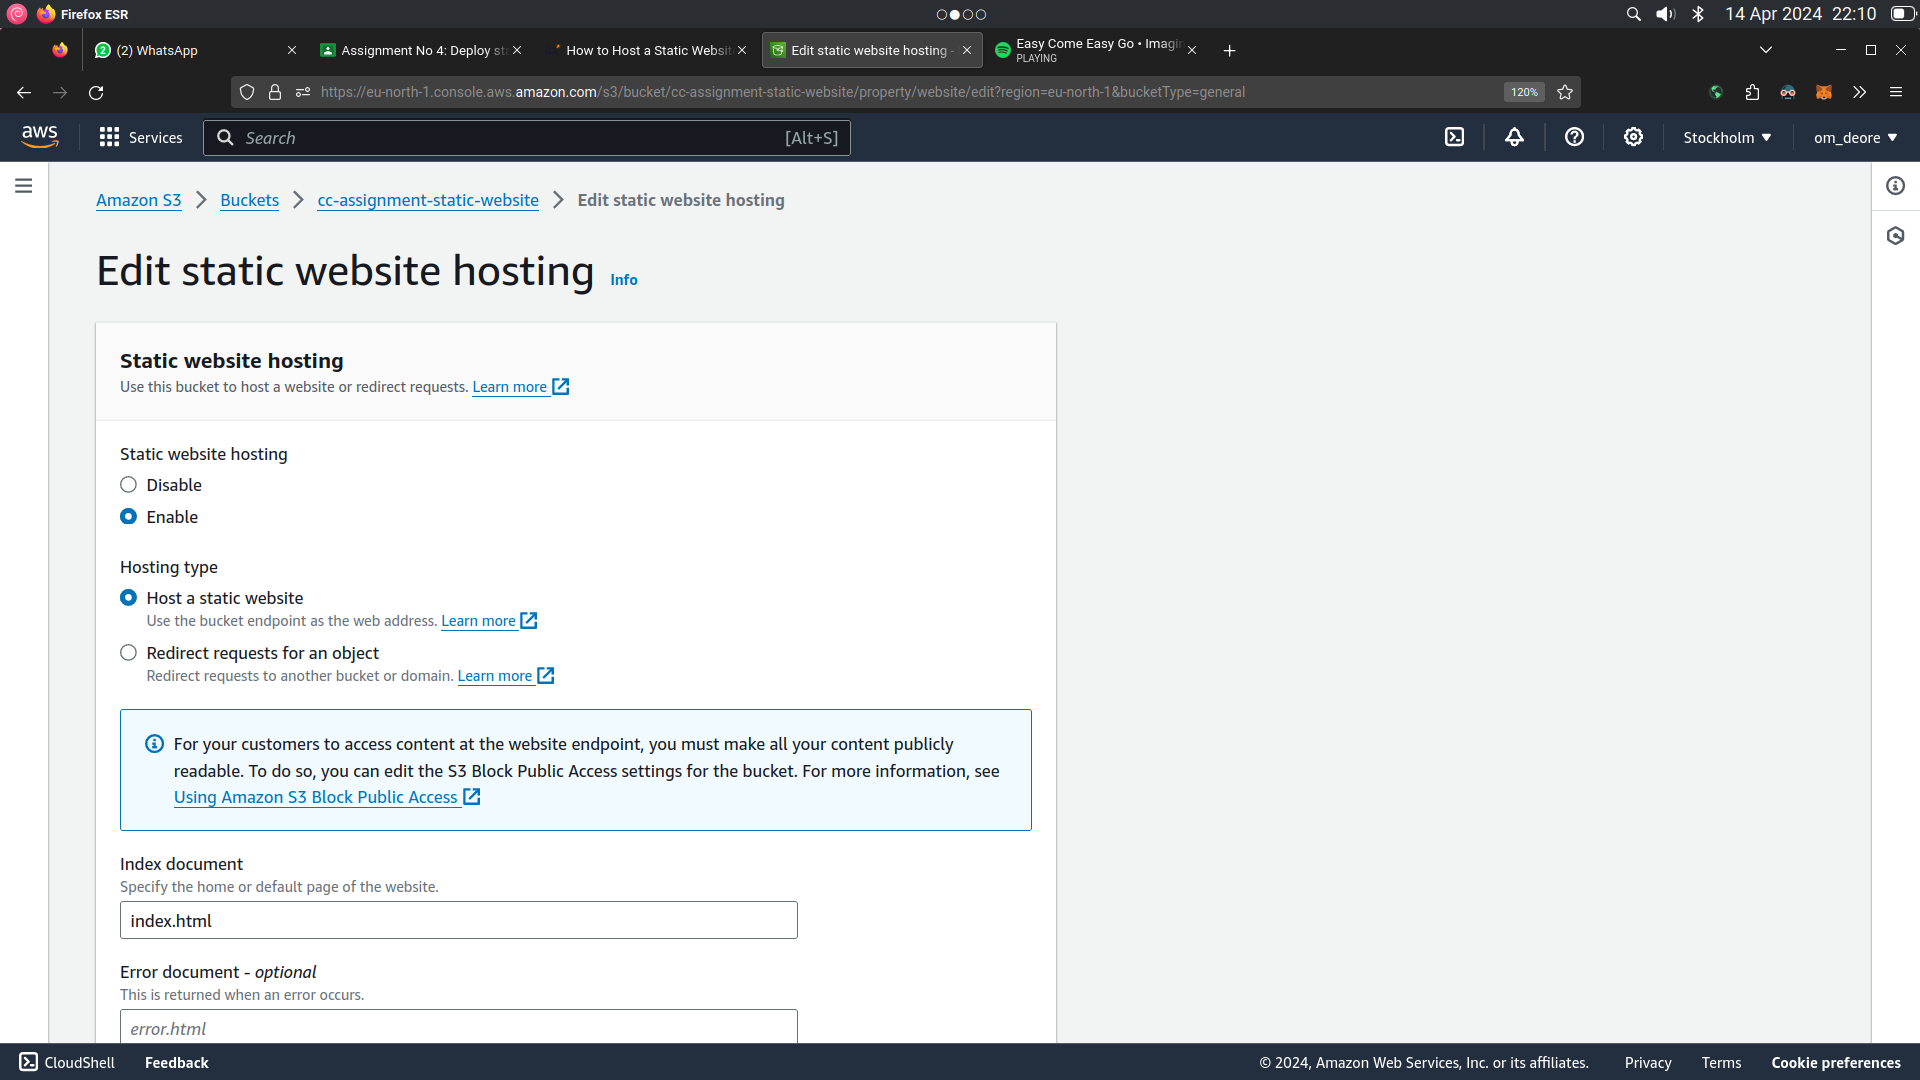 Firefox ESR
14 Apr 2024 22:10
2 (2) WhatsApp
Assignment No 4: Deploy st
How to Host a Static Websit
Edit static website hosting -
Easy Come Easy Go • Imagin
PLAYING
https://eu-north-1.console.aws.amazon.com/s3/bucket/cc-assignment-static-website/property/website/edit?region=eu-north-1&bucketType=general
120%
aws
Services
Search
[Alt+S]
Stockholm
om_deore
Amazon S3 > Buckets > cc-assignment-static-website > Edit static website hosting
Edit static website hosting Info
Static website hosting
Use this bucket to host a website or redirect requests. Learn more
Static website hosting
Disable
Enable
Hosting type
Host a static website
Use the bucket endpoint as the web address. Learn more
Redirect requests for an object
Redirect requests to another bucket or domain. Learn more
For your customers to access content at the website endpoint, you must make all your content publicly
readable. To do so, you can edit the S3 Block Public Access settings for the bucket. For more information, see
Using Amazon S3 Block Public Access
Index document
Specify the home or default page of the website.
index.html
Error document - optional
This is returned when an error occurs.
error.html
CloudShell
Feedback
© 2024, Amazon Web Services, Inc. or its affiliates.
Privacy
Terms
Cookie preferences